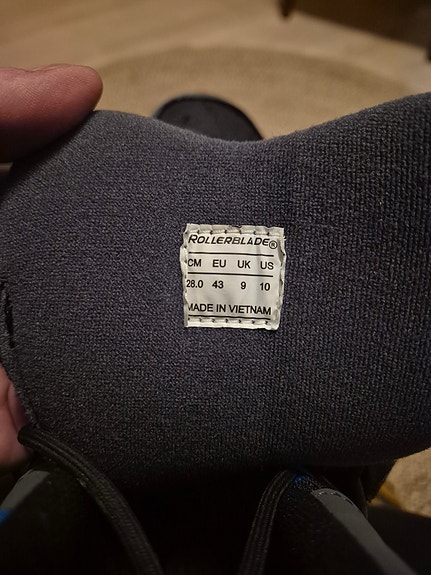 ROLLERBLADE®
CM EU UK US
28.0 43 9 10
MADE IN VIETNAM